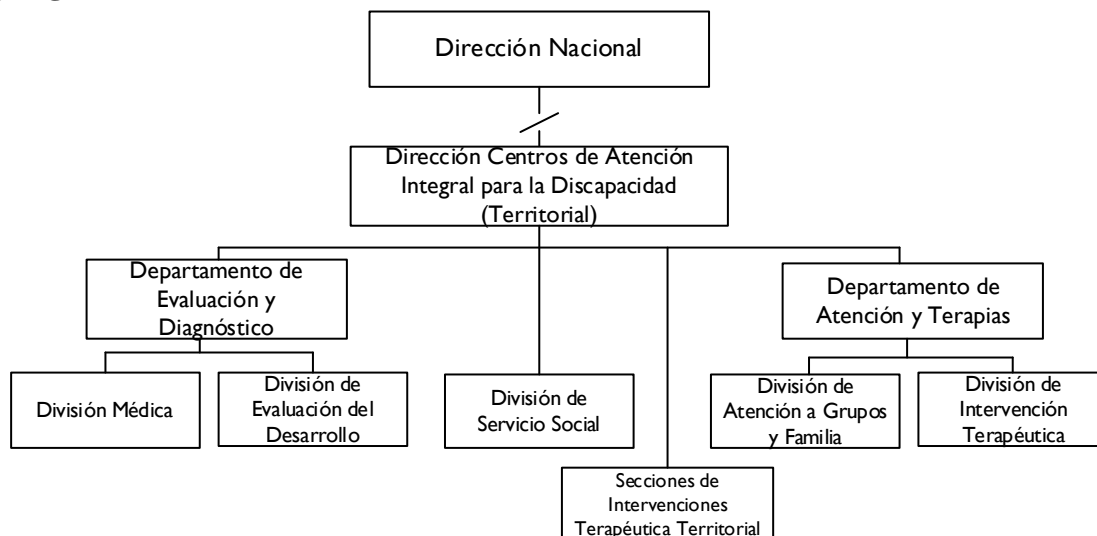 Dirección Nacional
Dirección Centros de Atención
Integral para la Discapacidad
(Territorial)
Departamento de
Evaluación y
Diagnóstico
Departamento de
Atención y Terapias
División Médica
División de
Evaluación del
Desarrollo
División de
Servicio Social
División de
Atención a Grupos
y Familia
División de
Intervención
Terapéutica
Secciones de
Intervenciones
Terapéutica Territorial